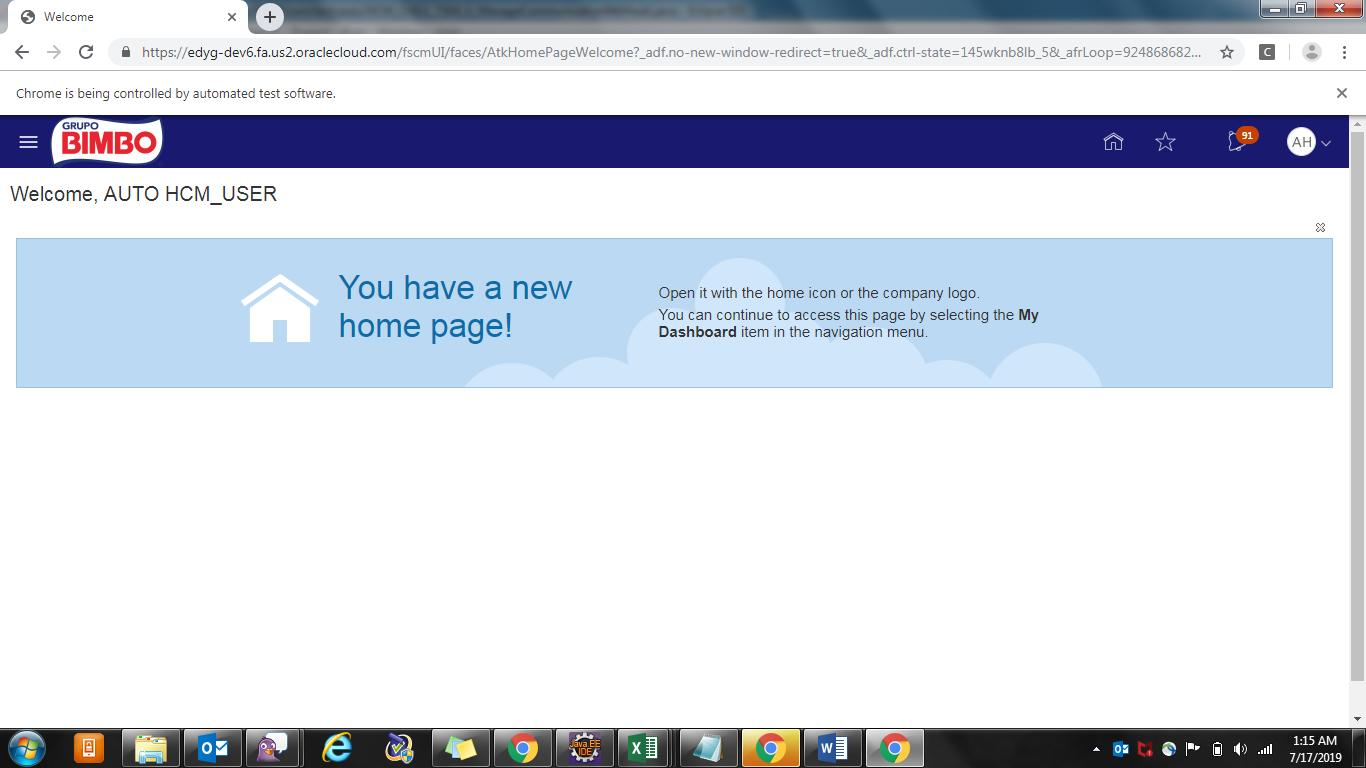 Welcome
https://edyg-dev6.fa.us2.oraclecloud.com/fscmUI/faces/AtkHomePageWelcome?_adf.no-new-window-redirect=true&_adf.ctrl-state=145wknb8lb_5&_afrLoop=924868682...
C
Chrome is being controlled by automated test software.
GRUPO
BIMBO
91
AH
Welcome, AUTO HCM_USER
You have a new
home page!
Open it with the home icon or the company logo.
You can continue to access this page by selecting the My
Dashboard item in the navigation menu.
Java EE
IDE
1:15 AM
7/17/2019